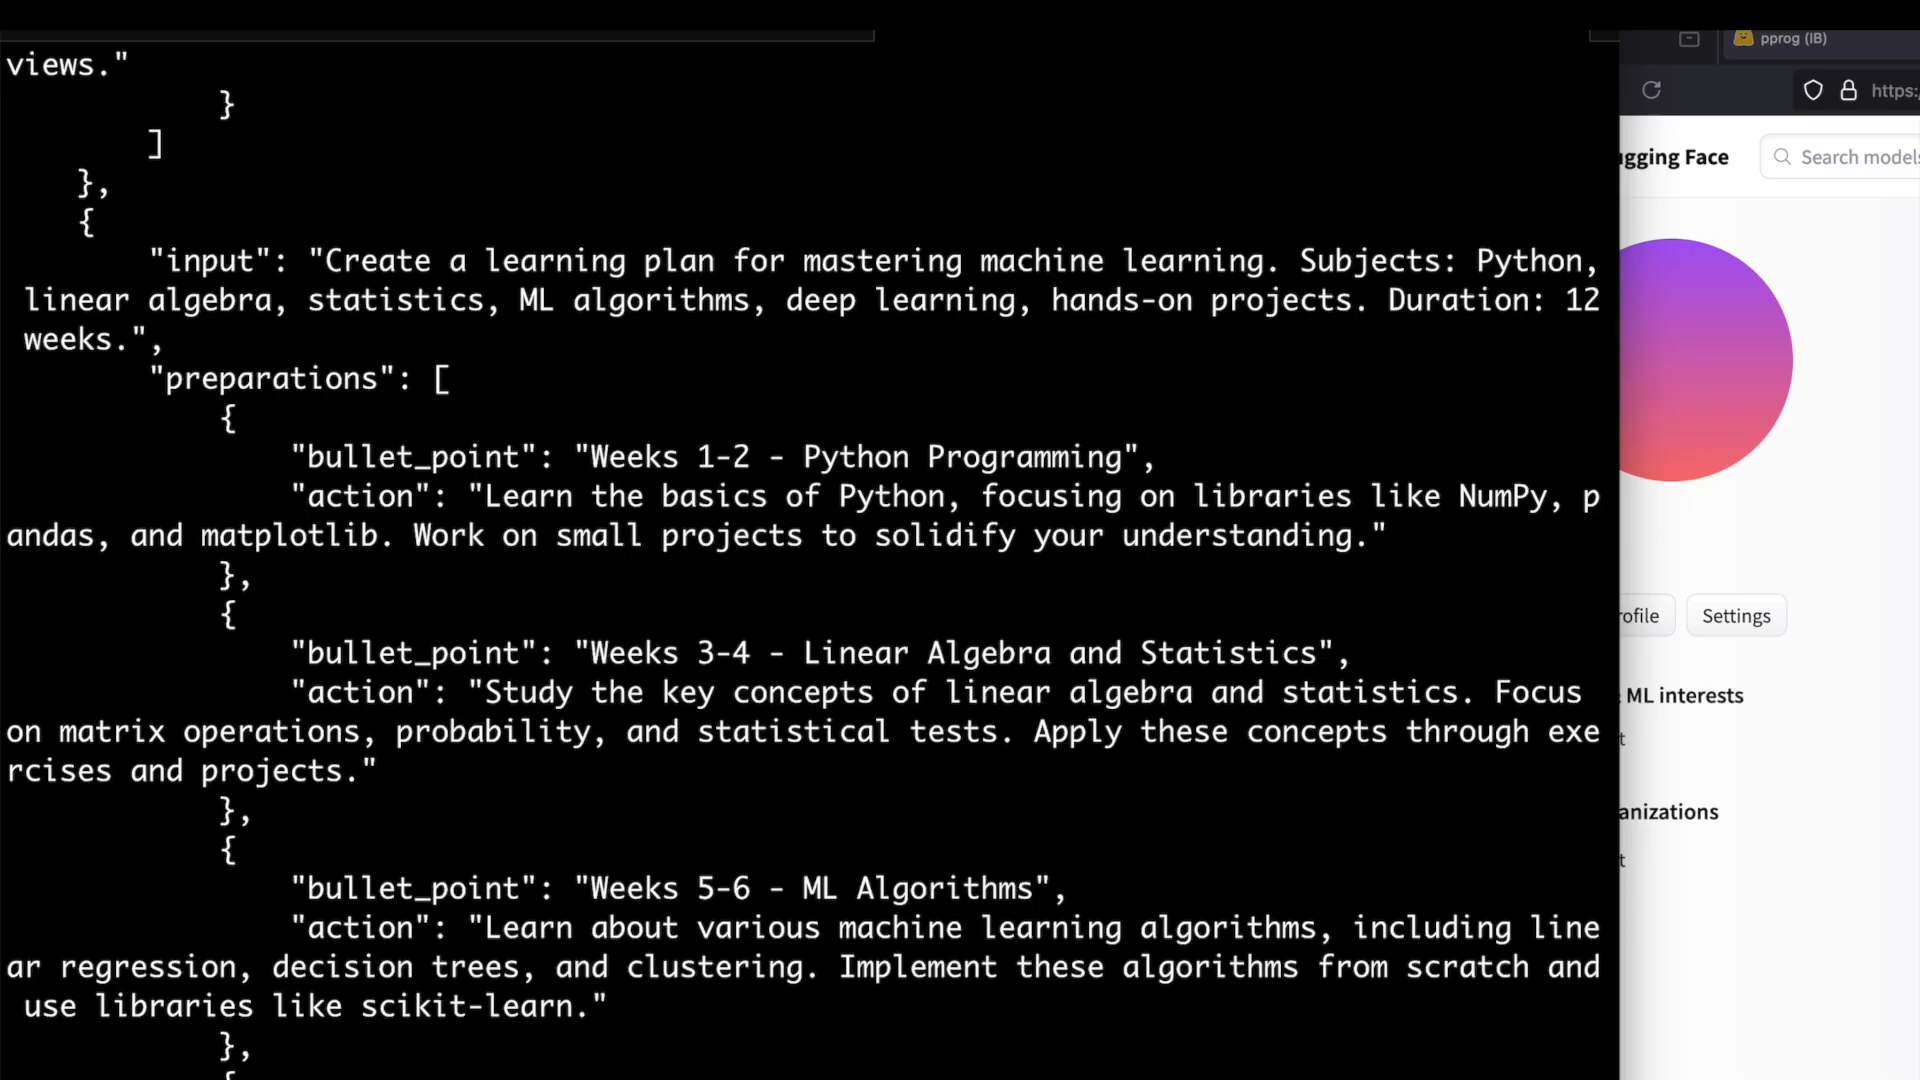 views."
}
]
},
{
"input": "Create a learning plan for mastering machine learning. Subjects: Python,
linear algebra, statistics, ML algorithms, deep learning, hands-on projects. Duration: 12
weeks.",
"preparations": [
{
"bullet_point": "Weeks 1-2 - Python Programming",
"action": "Learn the basics of Python, focusing on libraries like NumPy, p
andas, and matplotlib. Work on small projects to solidify your understanding."
},
{
"bullet_point": "Weeks 3-4 - Linear Algebra and Statistics",
"action": "Study the key concepts of linear algebra and statistics. Focus
on matrix operations, probability, and statistical tests. Apply these concepts through exe
rcises and projects."
},
{
"bullet_point": "Weeks 5-6 - ML Algorithms",
"action": "Learn about various machine learning algorithms, including line
ar regression, decision trees, and clustering. Implement these algorithms from scratch and
use libraries like scikit-learn."
},
{
pprog (IB)
https:/
gging Face
Search models
rofile
Settings
ML interests
t
anizations
t